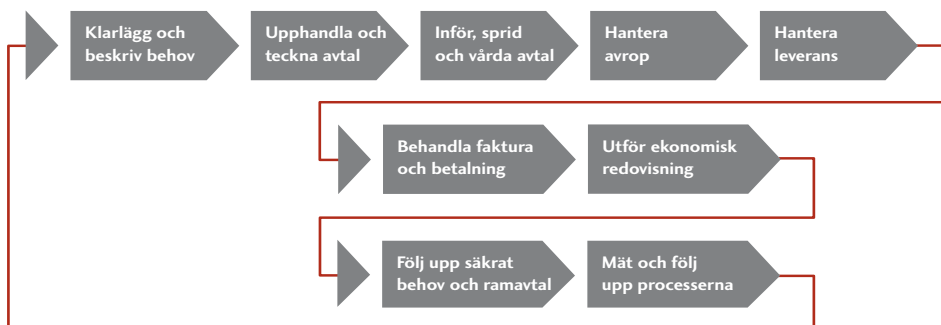 Klarlägg och
beskriv behov
Upphandla och
teckna avtal
Inför, sprid
och vårda avtal
Hantera
avrop
Hantera
leverans
Behandla faktura
och betalning
Utför ekonomisk
redovisning
Följ upp säkrat
behov och ramavtal
Mät och följ
upp processerna